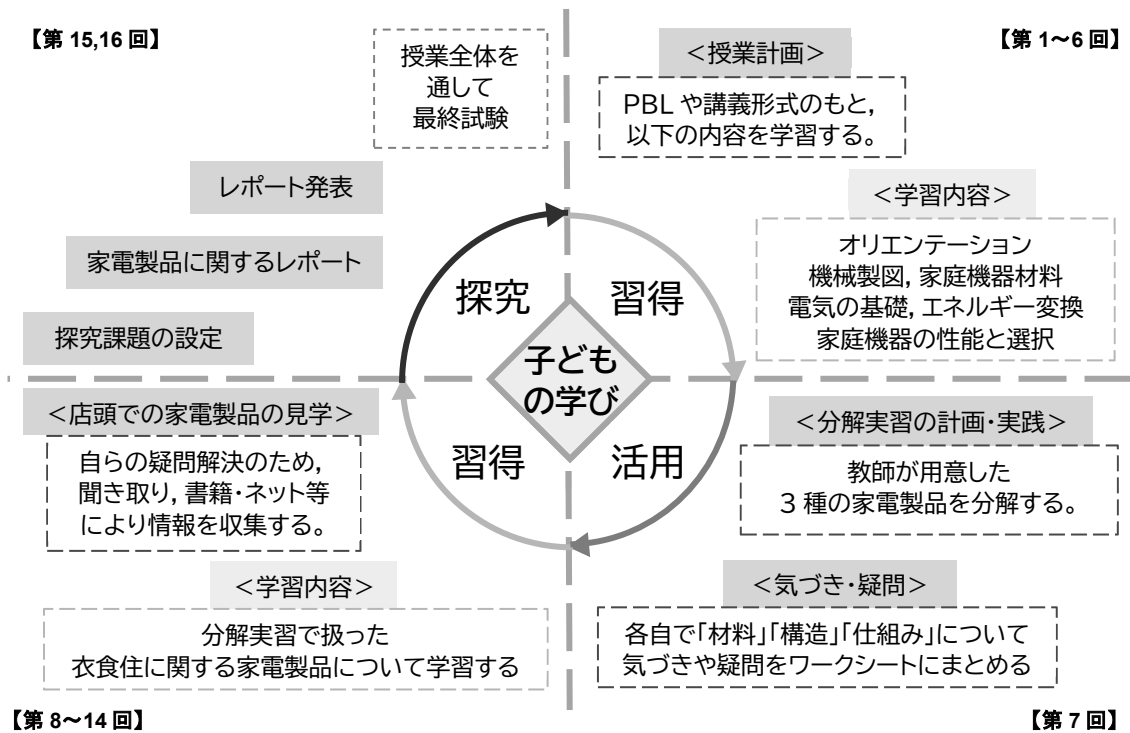 【第 15,16 回】
授業全体を
通して
最終試験
レポート発表
家電製品に関するレポート
探究課題の設定
【第 1～6 回】
＜授業計画＞
PBL や講義形式のもと,
以下の内容を学習する。
＜学習内容＞
オリエンテーション
機械製図, 家庭機器材料
電気の基礎, エネルギー変換
家庭機器の性能と選択
探究
習得
子ども
の学び
習得
活用
＜店頭での家電製品の見学＞
自らの疑問解決のため,
聞き取り, 書籍・ネット等
により情報を収集する。
＜学習内容＞
分解実習で扱った
衣食住に関する家電製品について学習する
【第 8～14 回】
＜分解実習の計画・実践＞
教師が用意した
3 種の家電製品を分解する。
＜気づき・疑問＞
各自で「材料」「構造」「仕組み」について
気づきや疑問をワークシートにまとめる
【第 7 回】